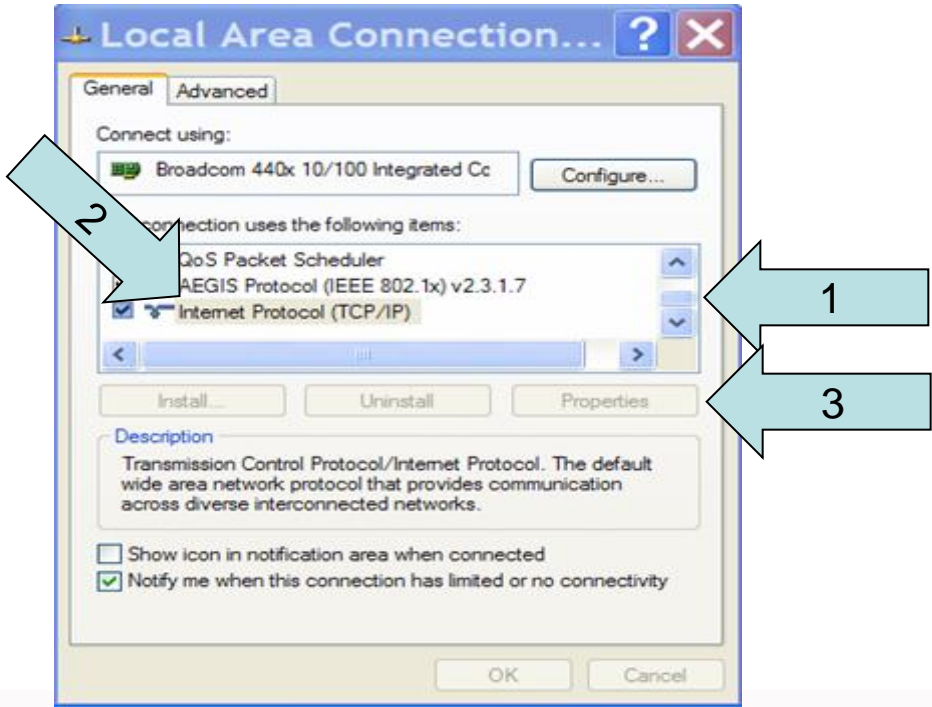 Local Area Connection...
General
Advanced
Connect using:
Broadcom 440x 10/100 Integrated Cc
Configure...
2
connection uses the following items:
QoS Packet Scheduler
AEGIS Protocol (IEEE 802.1x) v2.3.1.7
Internet Protocol (TCP/IP)
1
Install...
Uninstall
Properties
3
Description
Transmission Control Protocol/Internet Protocol. The default
wide area network protocol that provides communication
across diverse interconnected networks.
Show icon in notification area when connected
Notify me when this connection has limited or no connectivity
OK
Cancel